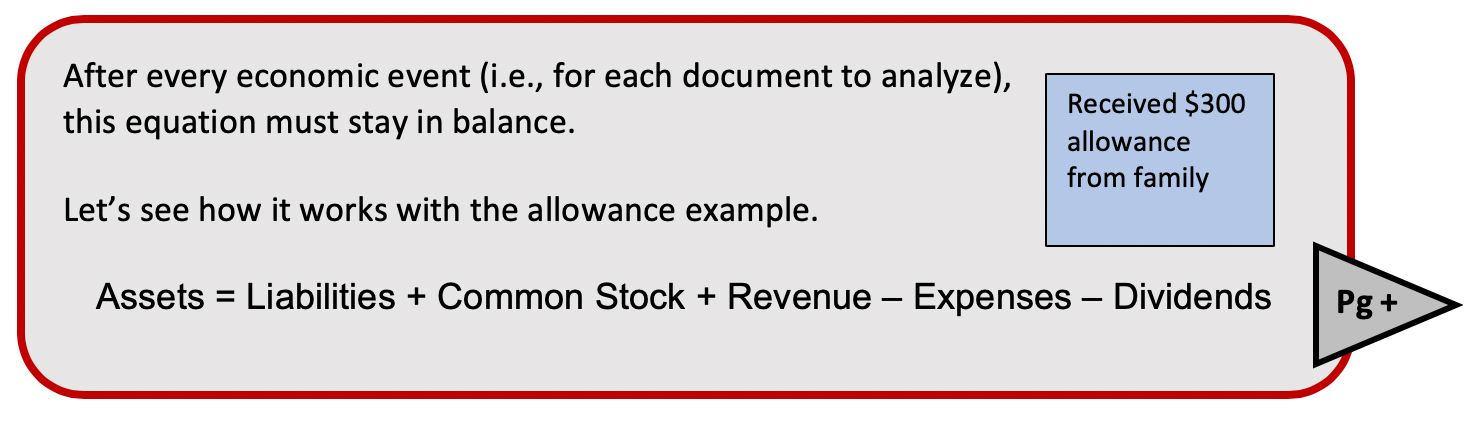 After every economic event (i.e., for each document to analyze),
this equation must stay in balance.
Received $300
allowance
from family
Let’s see how it works with the allowance example.
Assets = Liabilities + Common Stock + Revenue – Expenses – Dividends
Pg +